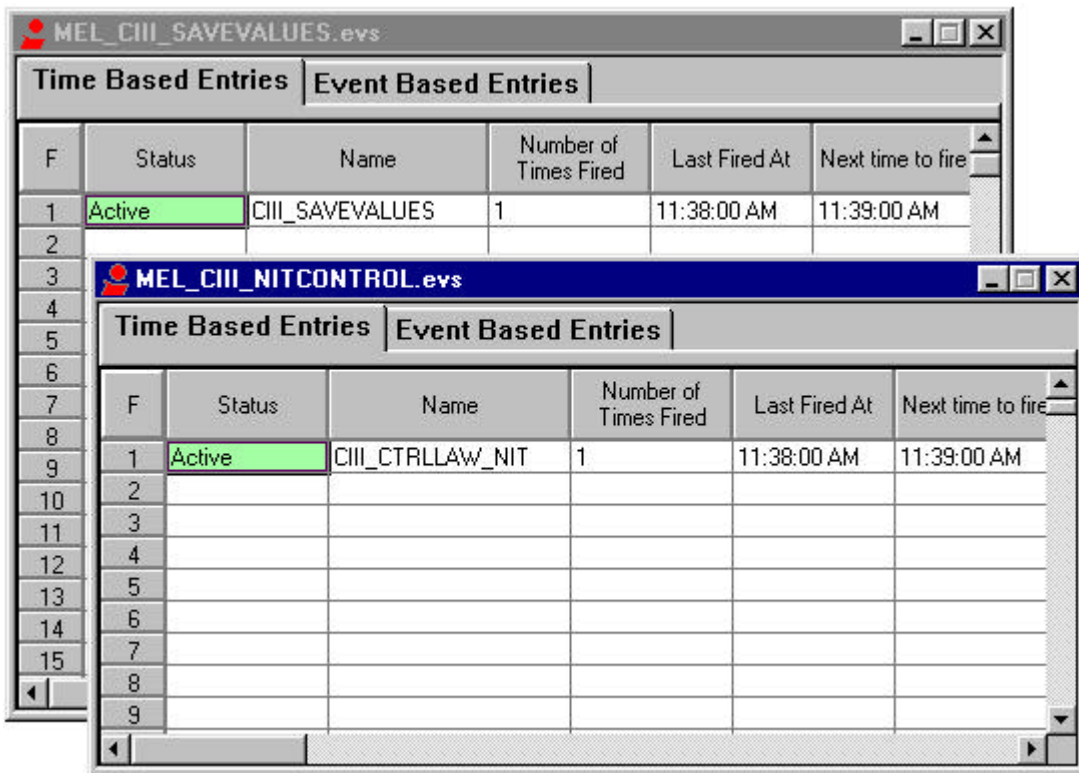 MEL_CIII_SAVEVALUES.evs
Time Based Entries Event Based Entries
F Status Name Number of Times Fired Last Fired At Next time to fire
1 Active CIII_SAVEVALUES 1 11:38:00 AM 11:39:00 AM
2
3
4
5
6
7
8
9
10
11
12
13
14
15
MEL_CIII_NITCONTROL.evs
Time Based Entries Event Based Entries
F Status Name Number of Times Fired Last Fired At Next time to fire
1 Active CIII_CTRLLAW_NIT 1 11:38:00 AM 11:39:00 AM
2
3
4
5
6
7
8
9